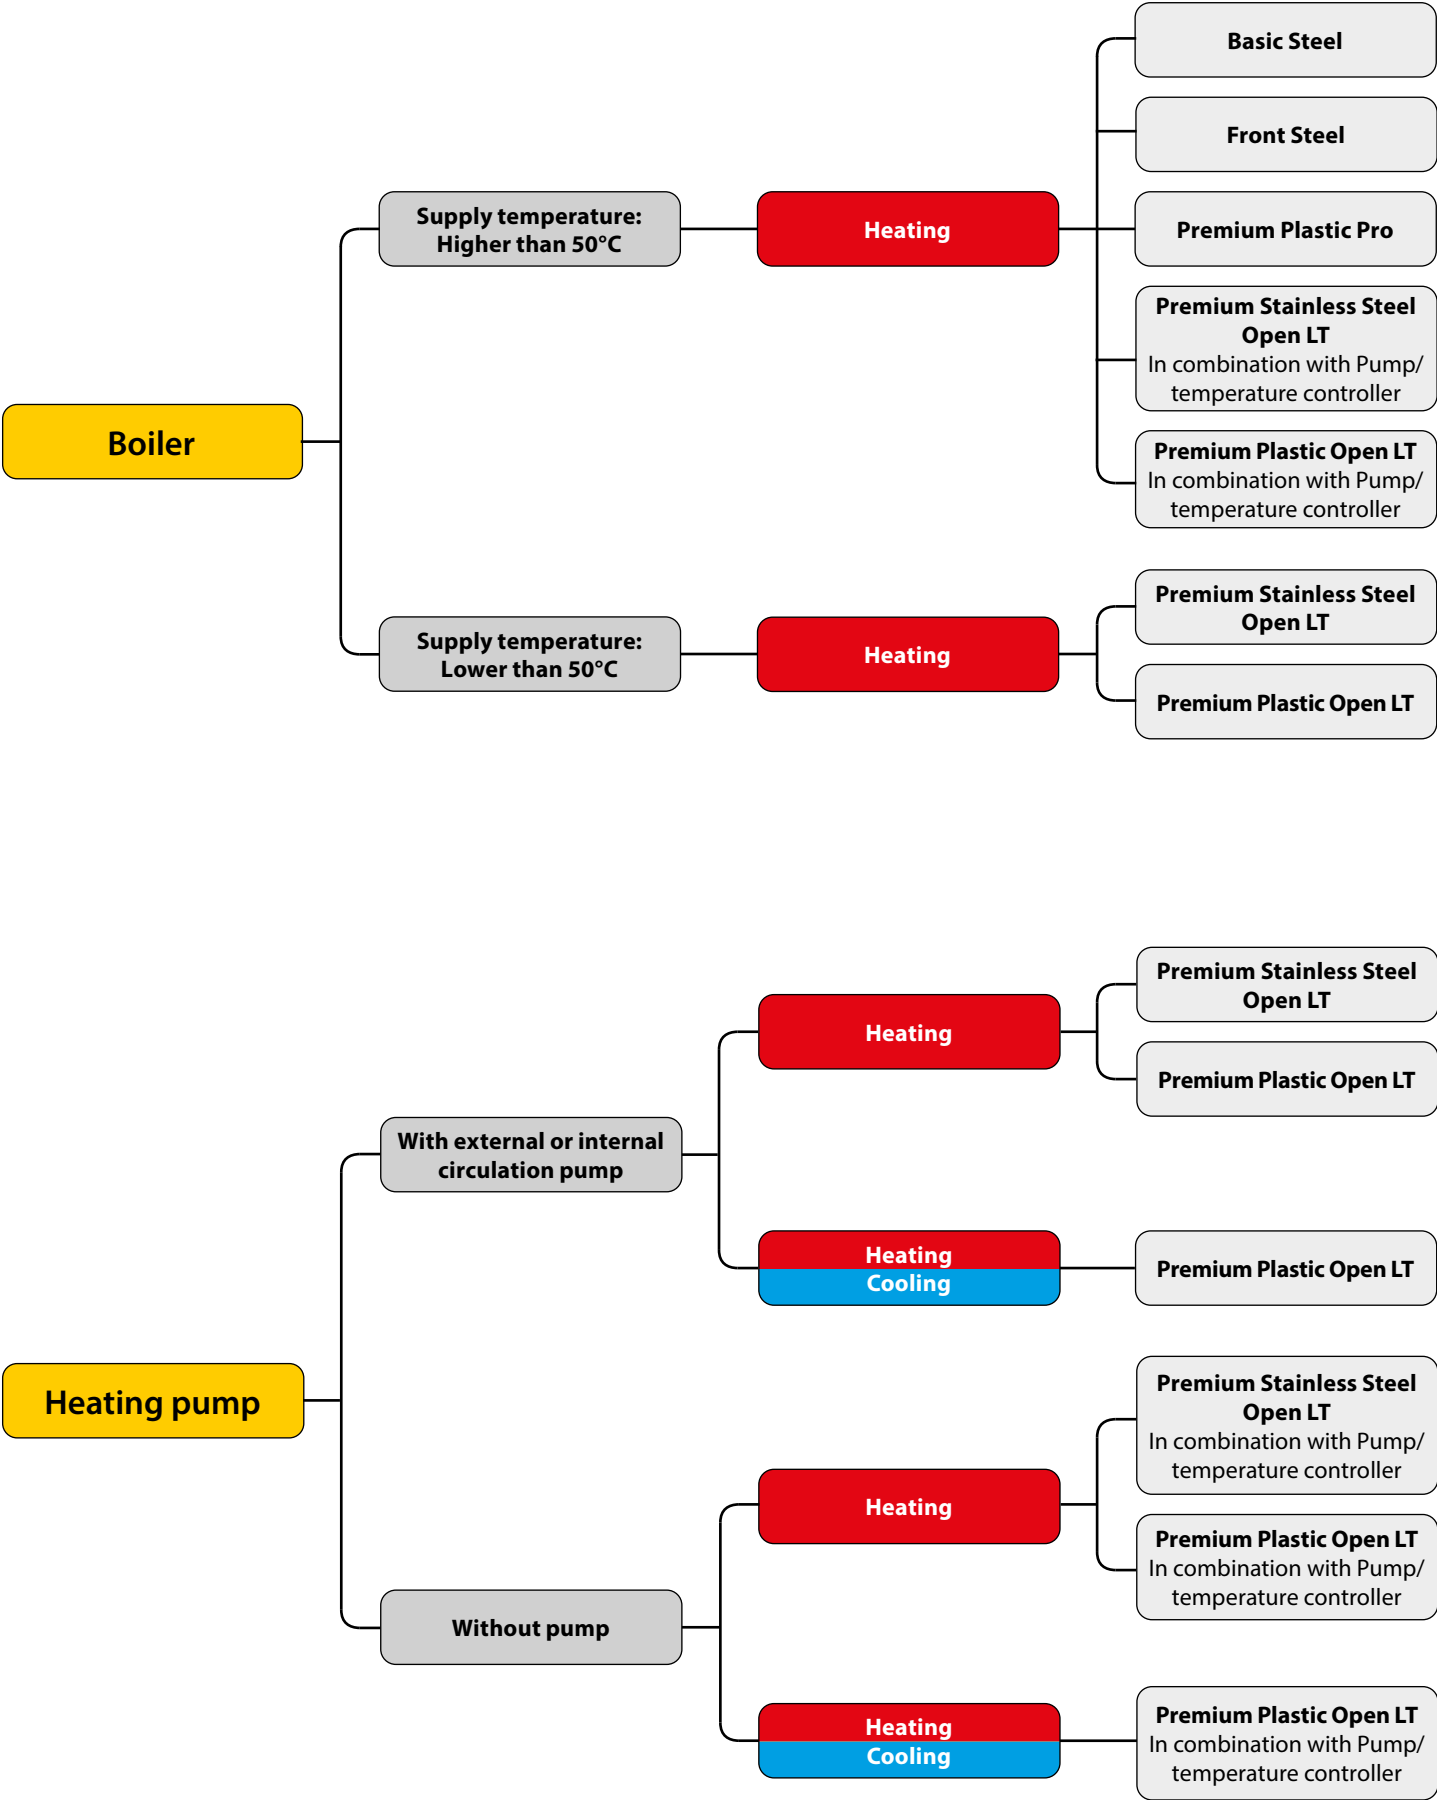 Boiler
Supply temperature:
Higher than 50°C
Heating
Basic Steel
Front Steel
Premium Plastic Pro
Premium Stainless Steel
Open LT
In combination with Pump/
temperature controller
Premium Plastic Open LT
In combination with Pump/
temperature controller
Supply temperature:
Lower than 50°C
Heating
Premium Stainless Steel
Open LT
Premium Plastic Open LT
Heating pump
With external or internal
circulation pump
Heating
Premium Stainless Steel
Open LT
Premium Plastic Open LT
Heating
Cooling
Premium Plastic Open LT
Without pump
Heating
Premium Stainless Steel
Open LT
In combination with Pump/
temperature controller
Premium Plastic Open LT
In combination with Pump/
temperature controller
Heating
Cooling
Premium Plastic Open LT
In combination with Pump/
temperature controller